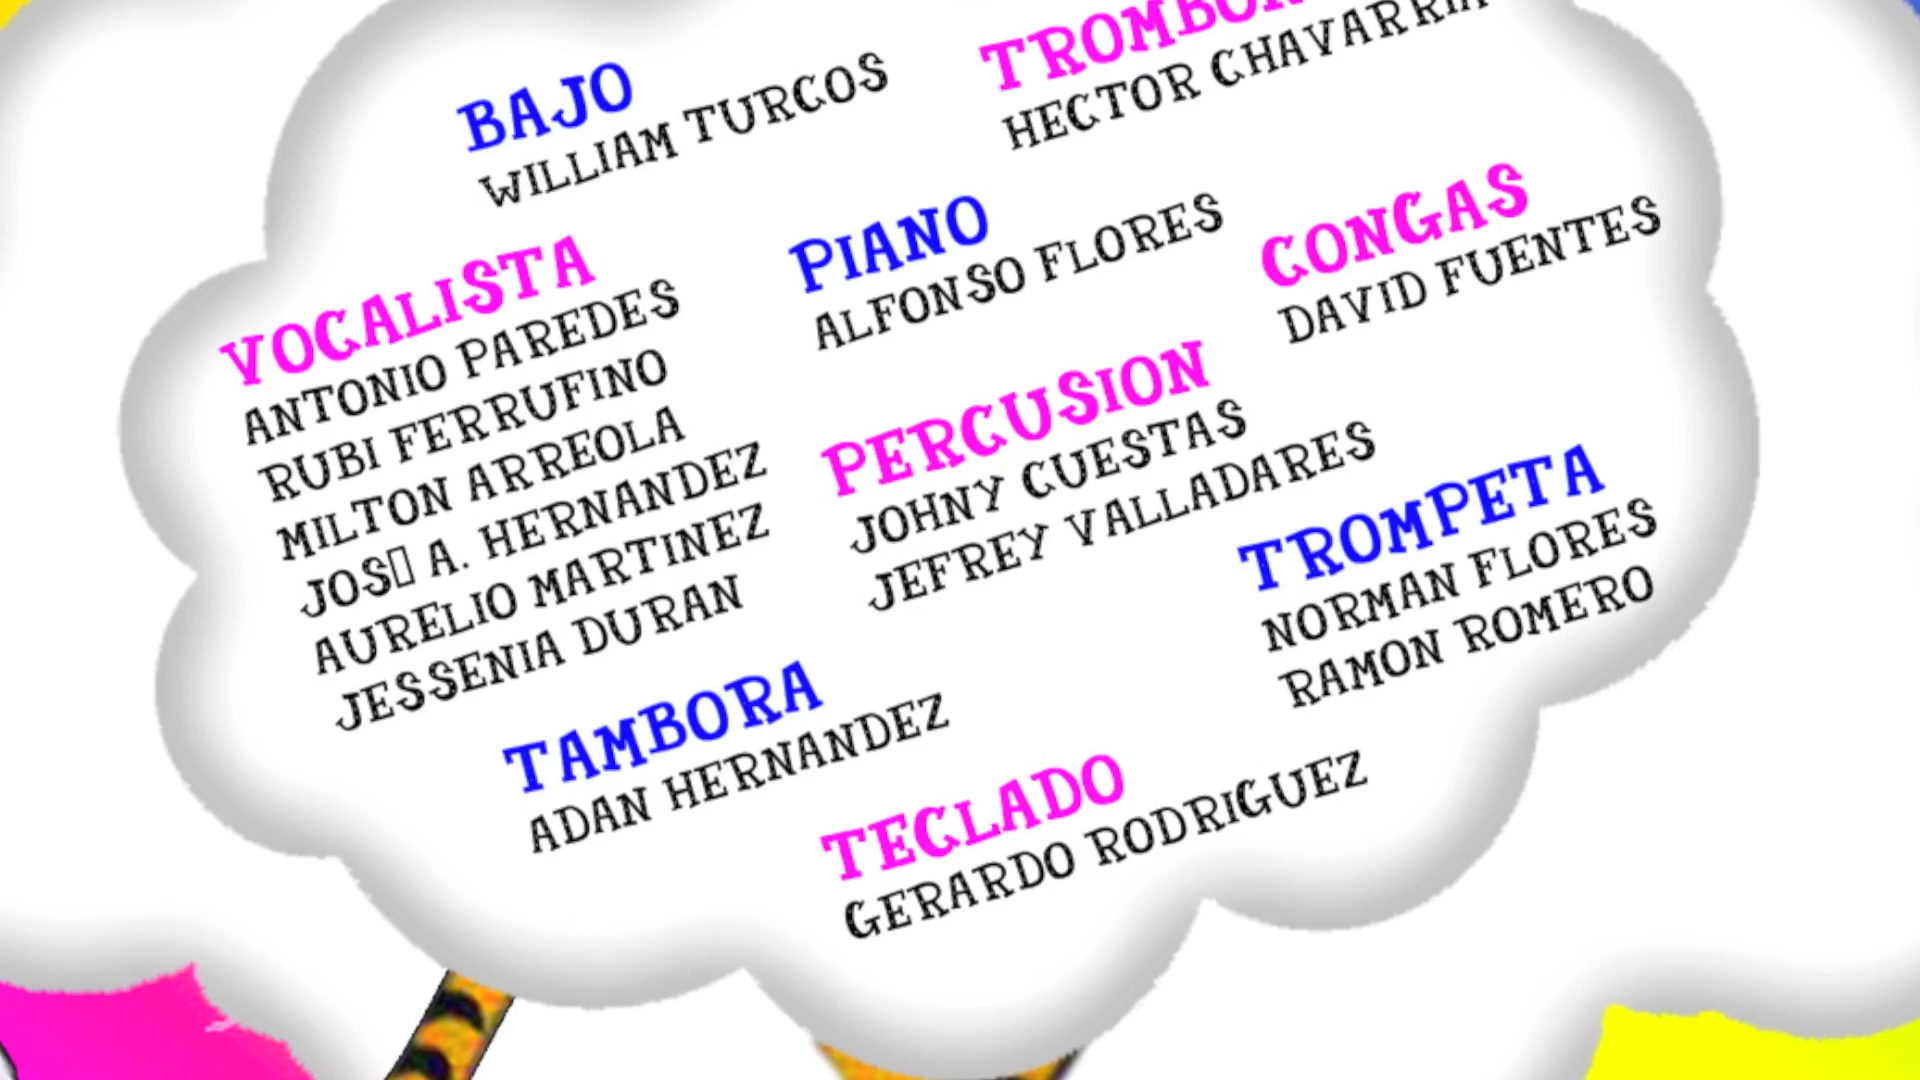 BAJO
WILLIAM TURCOS
HECTOR CHAVARRIA
VOCALISTA
ANTONIO PAREDES
RUBI FERRUFINO
MILTON ARREOLA
JOS▯ A. HERNANDEZ
AURELIO MARTINEZ
JESSENIA DURAN
PIANO
ALFONSO FLORES
CONGAS
DAVID FUENTES
PERCUSION
JOHNY CUESTAS
JEFREY VALLADARES
TROMPETA
NORMAN FLORES
RAMON ROMERO
TAMBORA
ADAN HERNANDEZ
TECLADO
GERARDO RODRIGUEZ